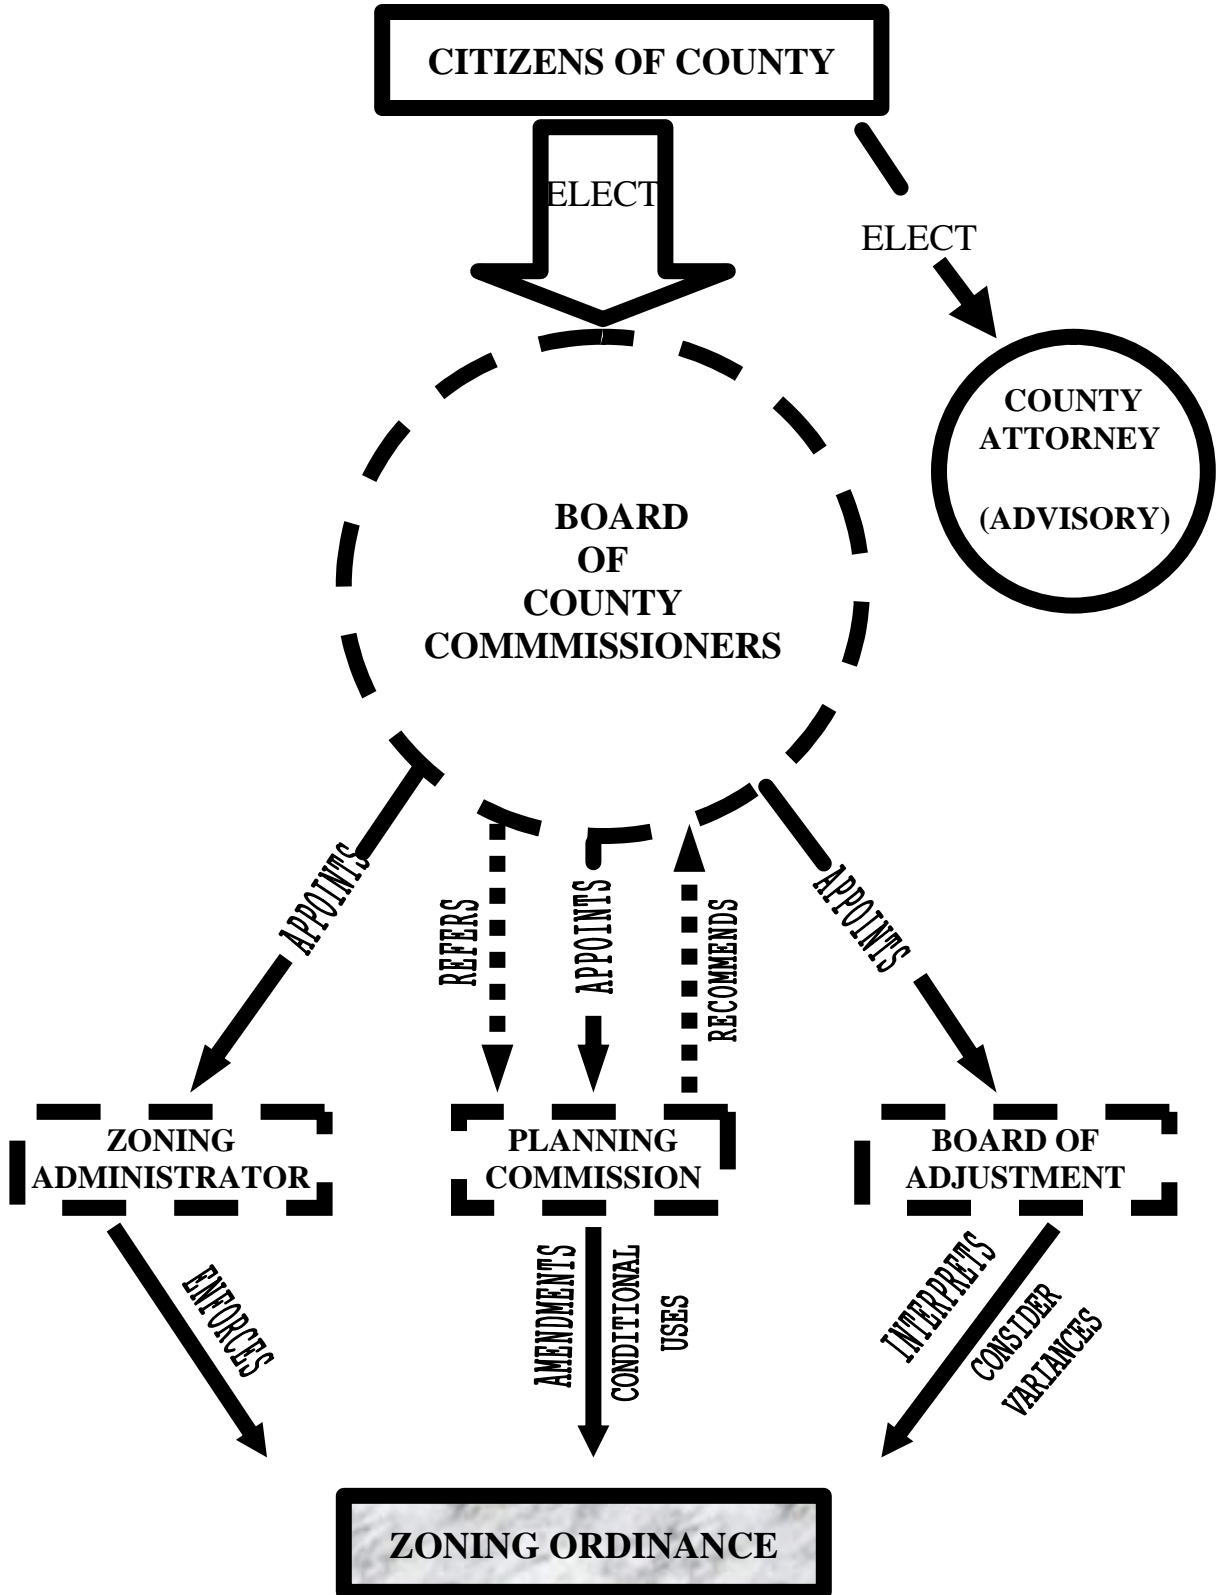 CITIZENS OF COUNTY
ELECT
ELECT
COUNTY
ATTORNEY
(ADVISORY)
BOARD
OF
COUNTY
COMMMISSIONERS
APPOINTS
REFERS
APPOINTS
RECOMMENDS
APPOINTS
ZONING
ADMINISTRATOR
PLANNING
COMMISSION
BOARD OF
ADJUSTMENT
ENFORCES
AMENDMENTS
CONDITIONAL
USES
INTERPRETS
CONSIDER
VARIANCES
ZONING ORDINANCE